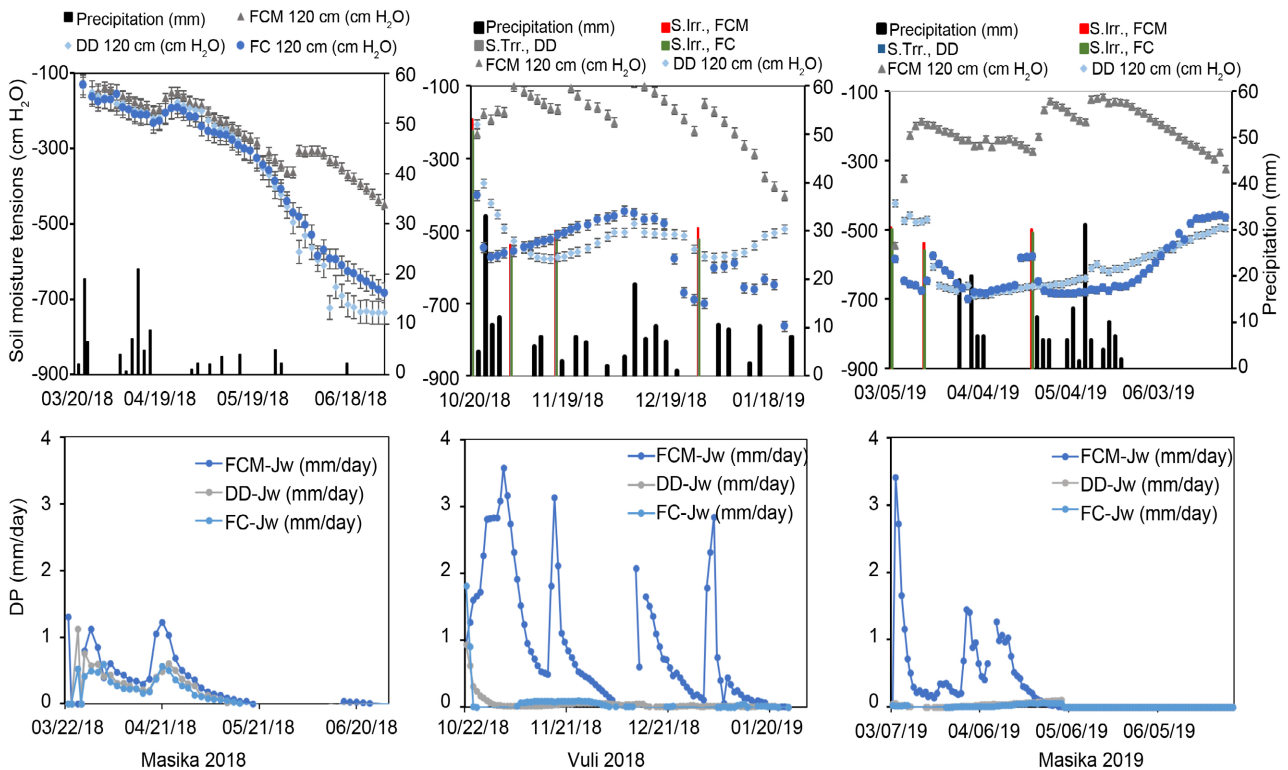 Precipitation (mm)
FCM 120 cm (cm H2O)
DD 120 cm (cm H2O)
FC 120 cm (cm H2O)
Soil moisture tensions (cm H2O)
-100
-300
-500
-700
-900
60
50
40
30
20
10
0
03/20/18
04/19/18
05/19/18
06/18/18
Precipitation (mm)
S.Irr., FCM
S.Trr., DD
S.Irr., FC
FCM 120 cm (cm H2O)
DD 120 cm (cm H2O)
-100
-300
-500
-700
-900
60
50
40
30
20
10
0
10/20/18
11/19/18
12/19/18
01/18/19
Precipitation (mm)
S.Irr., FCM
S.Trr., DD
S.Irr., FC
FCM 120 cm (cm H2O)
DD 120 cm (cm H2O)
-100
-300
-500
-700
-900
60
50
40
30
20
10
0
Precipitation (mm)
03/05/19
04/04/19
05/04/19
06/03/19
DP (mm/day)
4
3
2
1
0
FCM-Jw (mm/day)
DD-Jw (mm/day)
FC-Jw (mm/day)
03/22/18
04/21/18
05/21/18
06/20/18
Masika 2018
4
3
2
1
0
FCM-Jw (mm/day)
DD-Jw (mm/day)
FC-Jw (mm/day)
10/22/18
11/21/18
12/21/18
01/20/19
Vuli 2018
4
3
2
1
0
FCM-Jw (mm/day)
DD-Jw (mm/day)
FC-Jw (mm/day)
03/07/19
04/06/19
05/06/19
06/05/19
Masika 2019